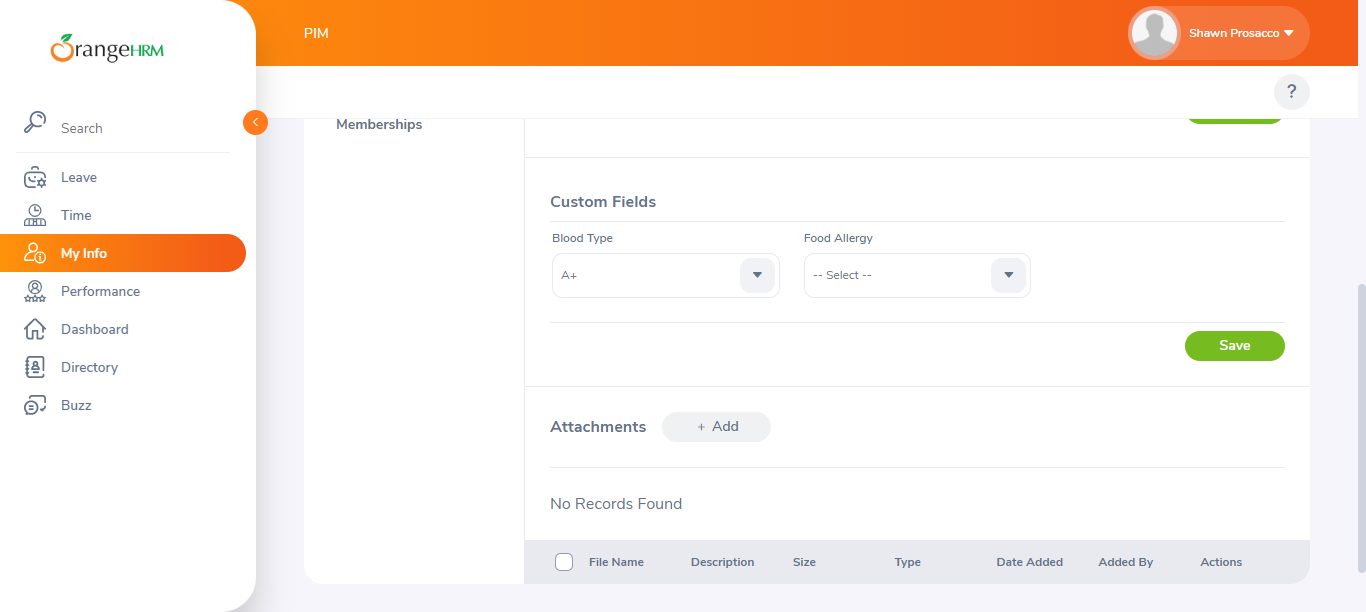 OrangeHRM
PIM
Shawn Prosacco
?
Search
Leave
Time
My Info
Performance
Dashboard
Directory
Buzz
Memberships
Custom Fields
Blood Type
Food Allergy
A+
-- Select --
Save
Attachments
+ Add
No Records Found
File Name Description Size Type Date Added Added By Actions